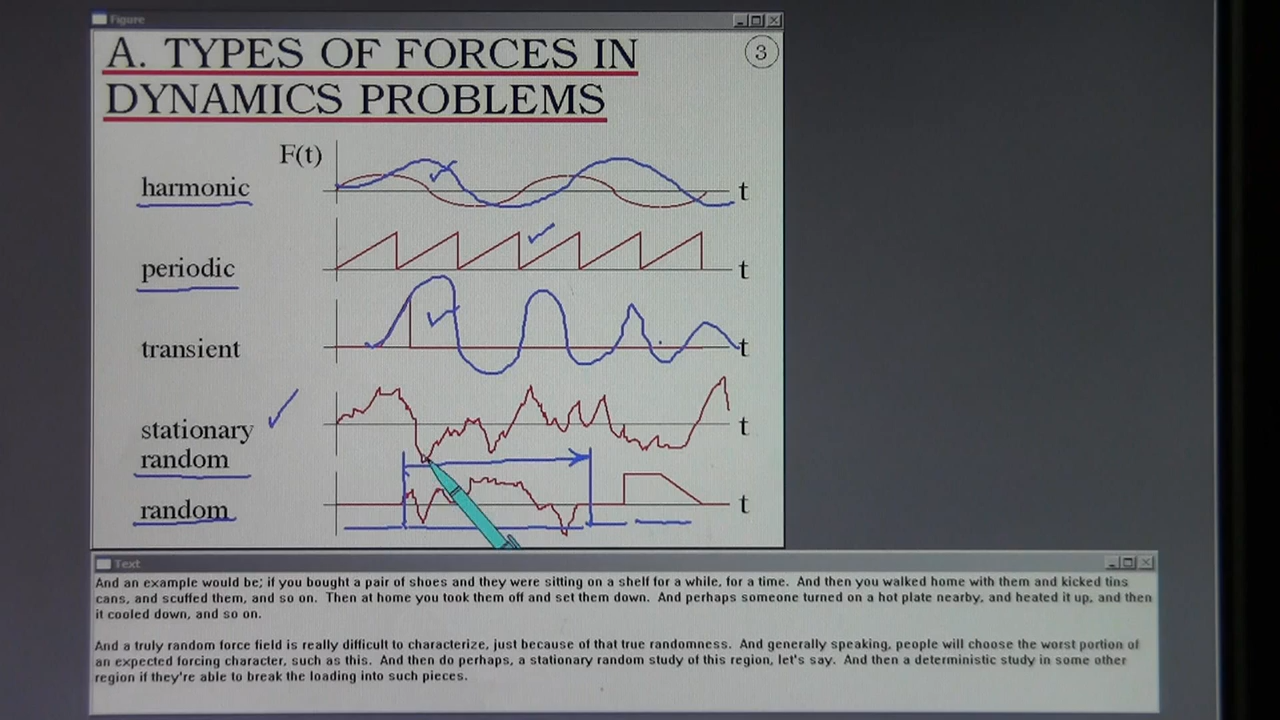 Figure
A. TYPES OF FORCES IN
DYNAMICS PROBLEMS
3
F(t)
harmonic
t
periodic
t
transient
t
stationary
random
t
random
t
Text
And an example would be; if you bought a pair of shoes and they were sitting on a shelf for a while, for a time. And then you walked home with them and kicked tins
cans, and scuffed them, and so on. Then at home you took them off and set them down. And perhaps someone turned on a hot plate nearby, and heated it up, and then
it cooled down, and so on.
And a truly random force field is really difficult to characterize, just because of that true randomness. And generally speaking, people will choose the worst portion of
an expected forcing character, such as this. And then do perhaps, a stationary random study of this region, let's say. And then a deterministic study in some other
region if they're able to break the loading into such pieces.